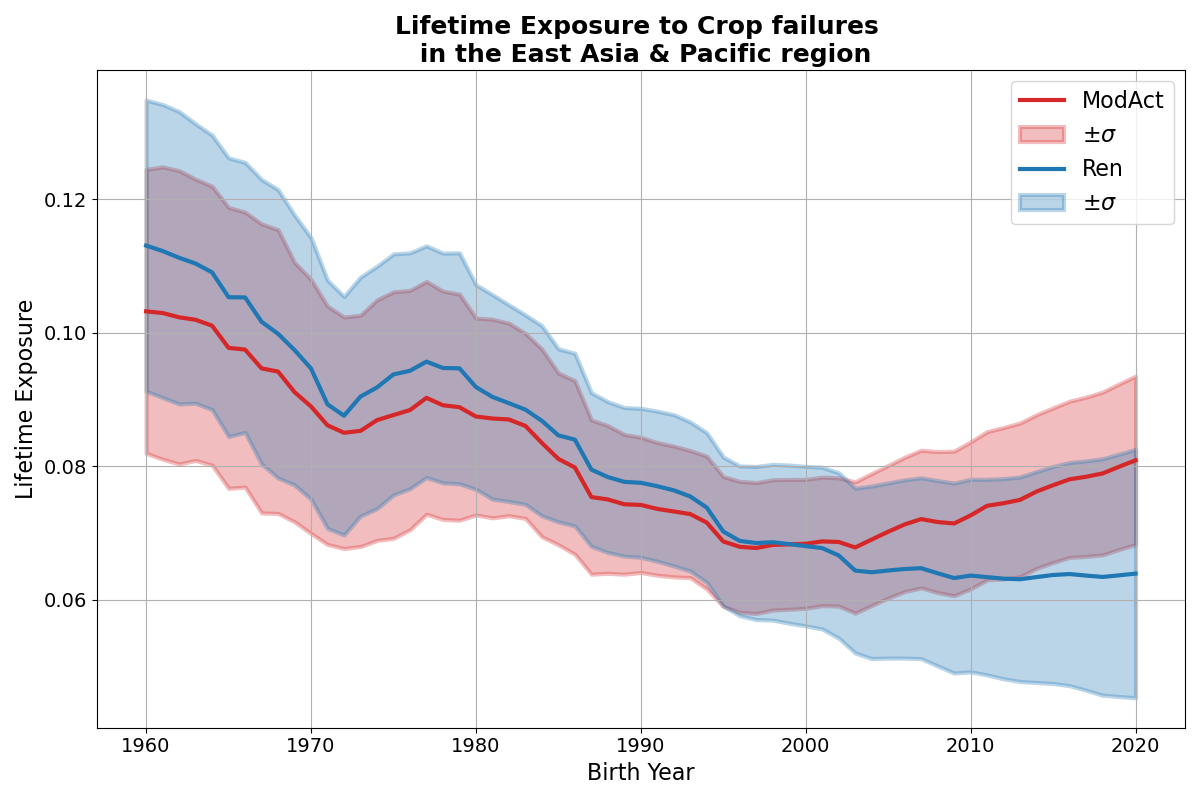 Lifetime Exposure to Crop failures
in the East Asia & Pacific region
ModAct
±σ
Ren
±σ
Lifetime Exposure
0.12
0.10
0.08
0.06
1960
1970
1980
1990
2000
2010
2020
Birth Year